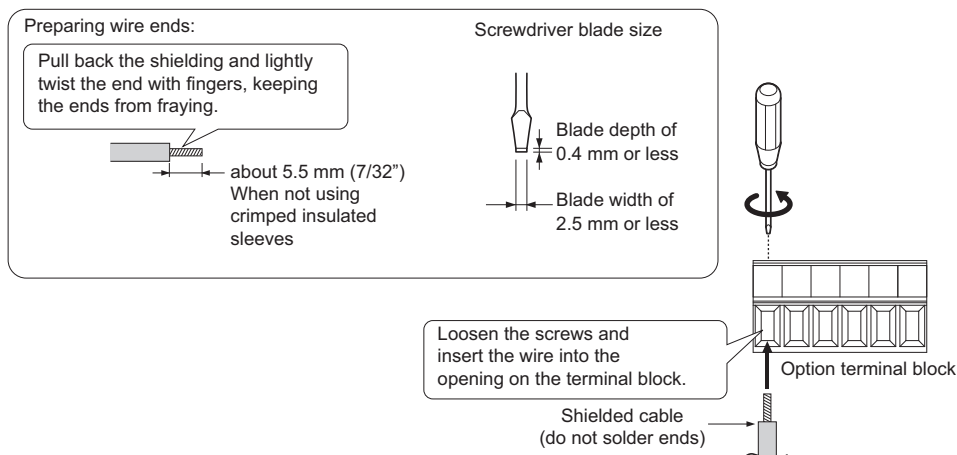 Preparing wire ends:
Pull back the shielding and lightly
twist the end with fingers, keeping
the ends from fraying.
about 5.5 mm (7/32”)
When not using
crimped insulated
sleeves
Screwdriver blade size
Blade depth of
0.4 mm or less
Blade width of
2.5 mm or less
Loosen the screws and
insert the wire into the
opening on the terminal block.
Option terminal block
Shielded cable
(do not solder ends)